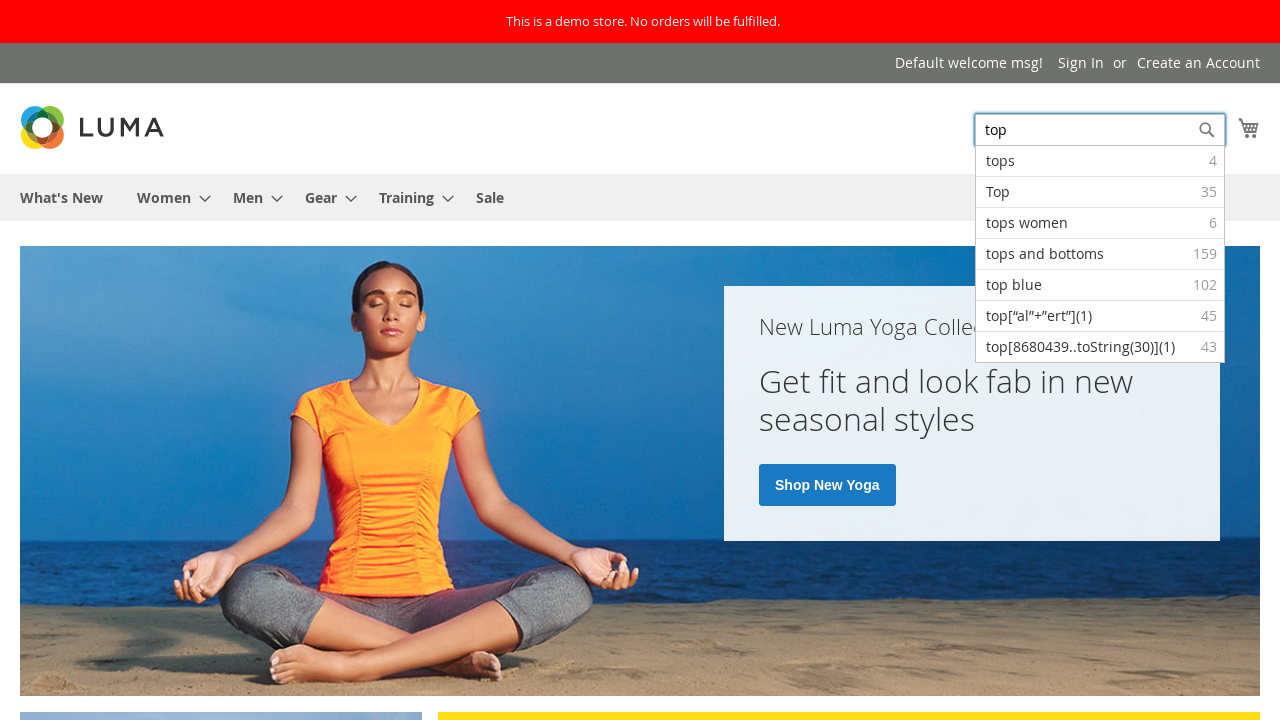 This is a demo store. No orders will be fulfilled.
Default welcome msg! Sign In or Create an Account
LUMA
top
tops 4
Top 35
tops women 6
tops and bottoms 159
top blue 102
top[“al”+”ert”](1) 45
top[8680439..toString(30)](1) 43
What's New Women Men Gear Training Sale
New Luma Yoga
Get fit and look fab in new
seasonal styles
Shop New Yoga